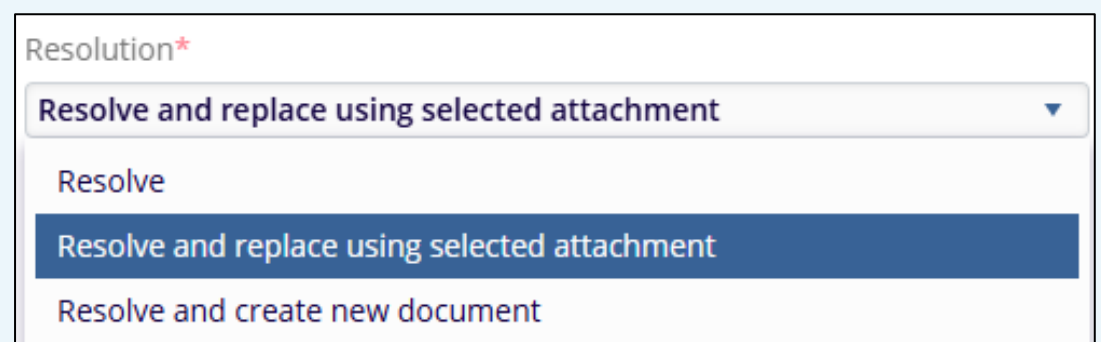 Resolution*
Resolve and replace using selected attachment
Resolve
Resolve and replace using selected attachment
Resolve and create new document